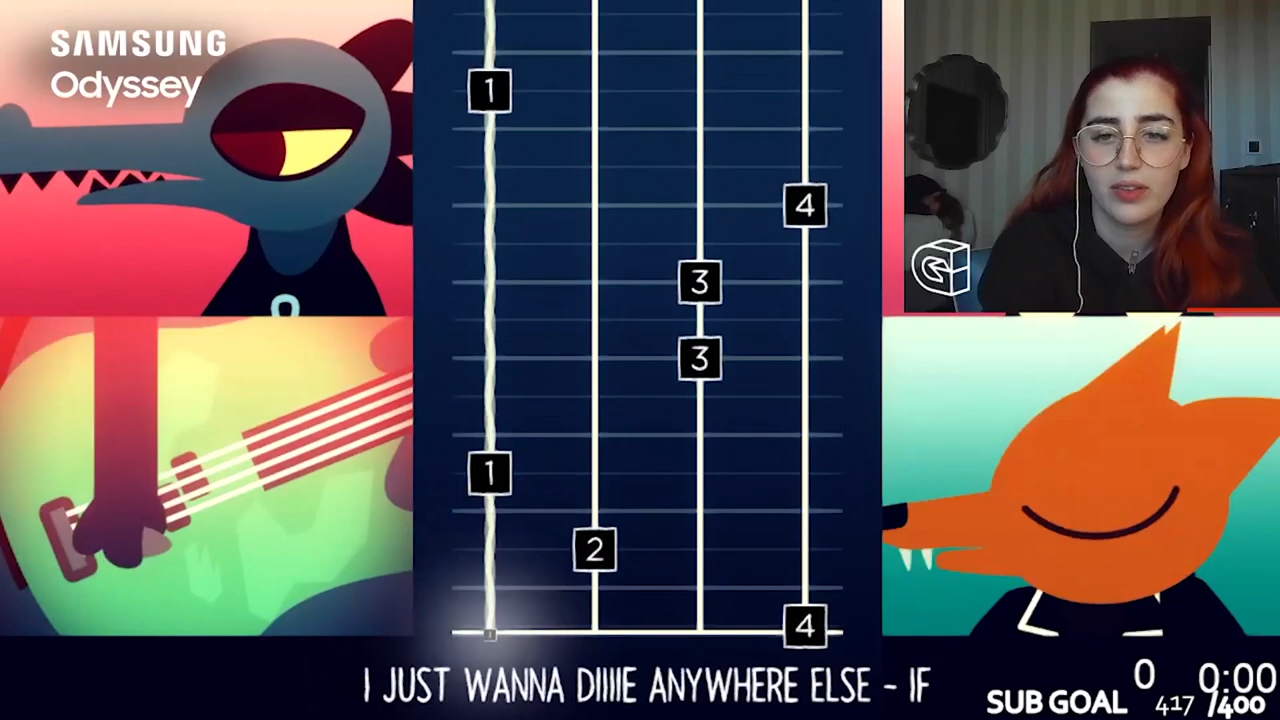 SAMSUNG
Odyssey
1
4
3
3
1
2
4
I JUST WANNA DIIIIE ANYWHERE ELSE - IF
0 0:00
SUB GOAL 417 /400